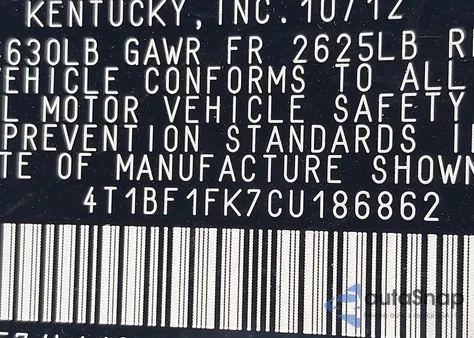 KENTUCKY, INC. 10/12
630LB GAWR FR 2625LB R
VEHICLE CONFORMS TO ALL
L MOTOR VEHICLE SAFETY
PREVENTION STANDARDS I
TE OF MANUFACTURE SHOWN
4T1BF1FK7CU186862
autoSnap